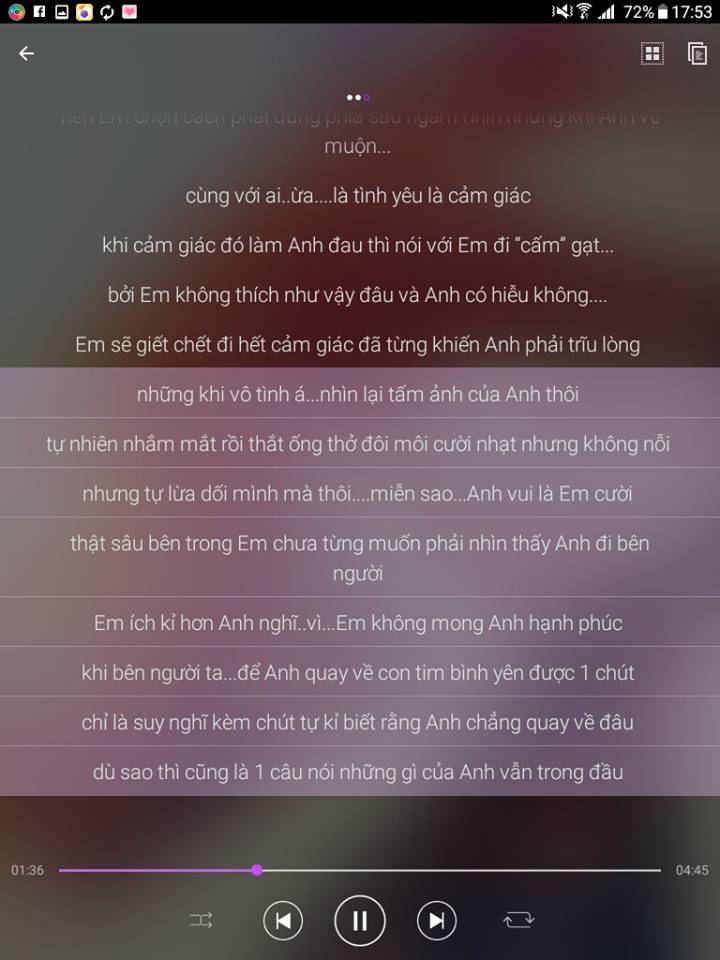 72% 17:53
nên Em chọn cách phải đứng phía sau ngắm nhìn những khi Anh về
muộn...
cùng với ai..ừa....là tình yêu là cảm giác
khi cảm giác đó làm Anh đau thì nói với Em đi “cấm” gạt...
bởi Em không thích như vậy đâu và Anh có hiễu không....
Em sẽ giết chết đi hết cảm giác đã từng khiến Anh phải trĩu lòng
những khi vô tình á...nhìn lại tấm ảnh của Anh thôi
tự nhiên nhắm mắt rồi thắt ống thở đôi môi cười nhạt nhưng không nỗi
nhưng tự lừa dối mình mà thôi....miễn sao...Anh vui là Em cười
thật sâu bên trong Em chưa từng muốn phải nhìn thấy Anh đi bên
người
Em ích kỉ hơn Anh nghĩ..vì...Em không mong Anh hạnh phúc
khi bên người ta...để Anh quay về con tim bình yên được 1 chút
chỉ là suy nghĩ kèm chút tự kỉ biết rằng Anh chẳng quay về đâu
dù sao thì cũng là 1 câu nói những gì của Anh vẫn trong đầu
01:36 04:45